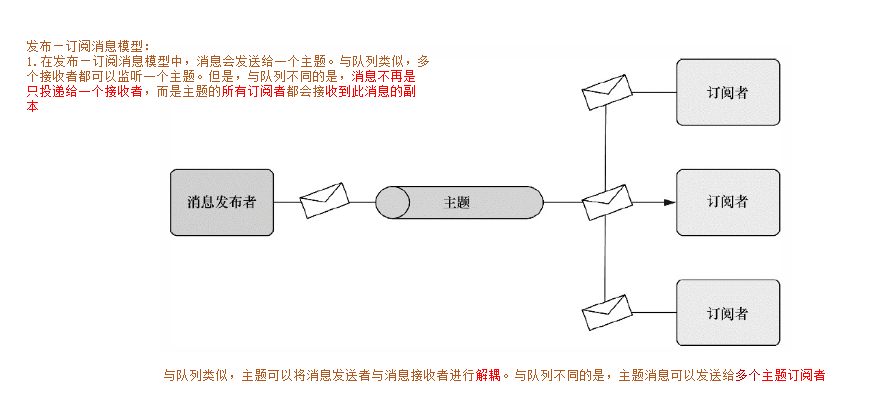 发布－订阅消息模型：
1. 在发布－订阅消息模型中，消息会发送给一个主题。与队列类似，多
个接收者都可以监听一个主题。但是，与队列不同的是，消息不再是
只投递给一个接收者，而是主题的所有订阅者都会接收到此消息的副
本
订阅者
消息发布者
主题
订阅者
订阅者
与队列类似，主题可以将消息发送者与消息接收者进行解耦。与队列不同的是，主题消息可以发送给多个主题订阅者